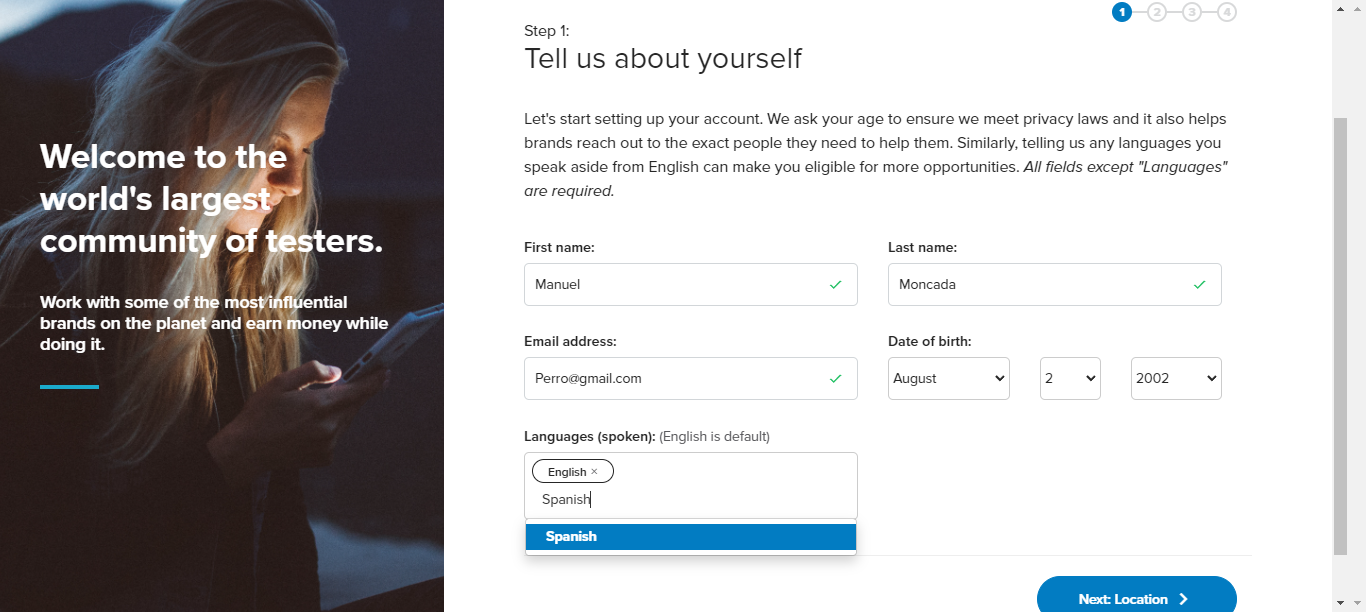 Welcome to the
world's largest
community of testers.
Work with some of the most influential
brands on the planet and earn money while
doing it.
1 2 3 4
Step 1:
Tell us about yourself
Let's start setting up your account. We ask your age to ensure we meet privacy laws and it also helps
brands reach out to the exact people they need to help them. Similarly, telling us any languages you
speak aside from English can make you eligible for more opportunities. All fields except "Languages"
are required.
First name: Last name:
Manuel Moncada
Email address: Date of birth:
Perro@gmail.com August 2 2002
Languages (spoken): (English is default)
English ×
Spanish
Spanish
Next: Location